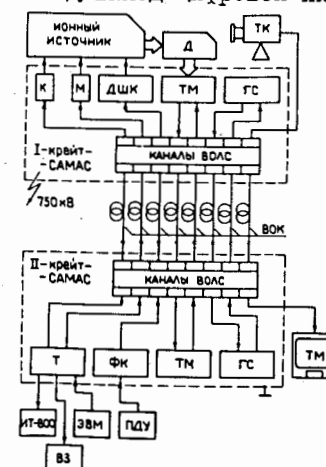 ИОННЫЙ
ИСТОЧНИК
Д
ТК
К
М
ДШК
ТМ
ГС
I-крейт-
САМАС
КАНАЛЫ ВОЛС
750кВ
ВОК
II-крейт-
САМАС
КАНАЛЫ ВОЛС
Т
ФК
ТМ
ГС
ТМ
ИТ-800
ЭВМ
ПДУ
ВЗ